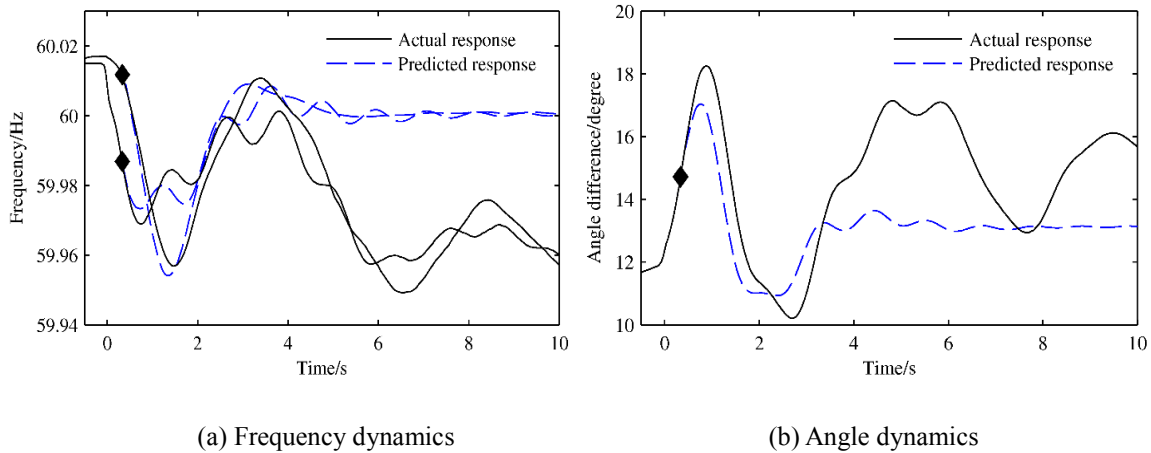 60.02
60
59.98
59.96
59.94
Frequency/Hz
0 2 4 6 8 10
Time/s
Actual response
Predicted response
(a) Frequency dynamics
20
18
16
14
12
10
Angle difference/degree
0 2 4 6 8 10
Time/s
Actual response
Predicted response
(b) Angle dynamics